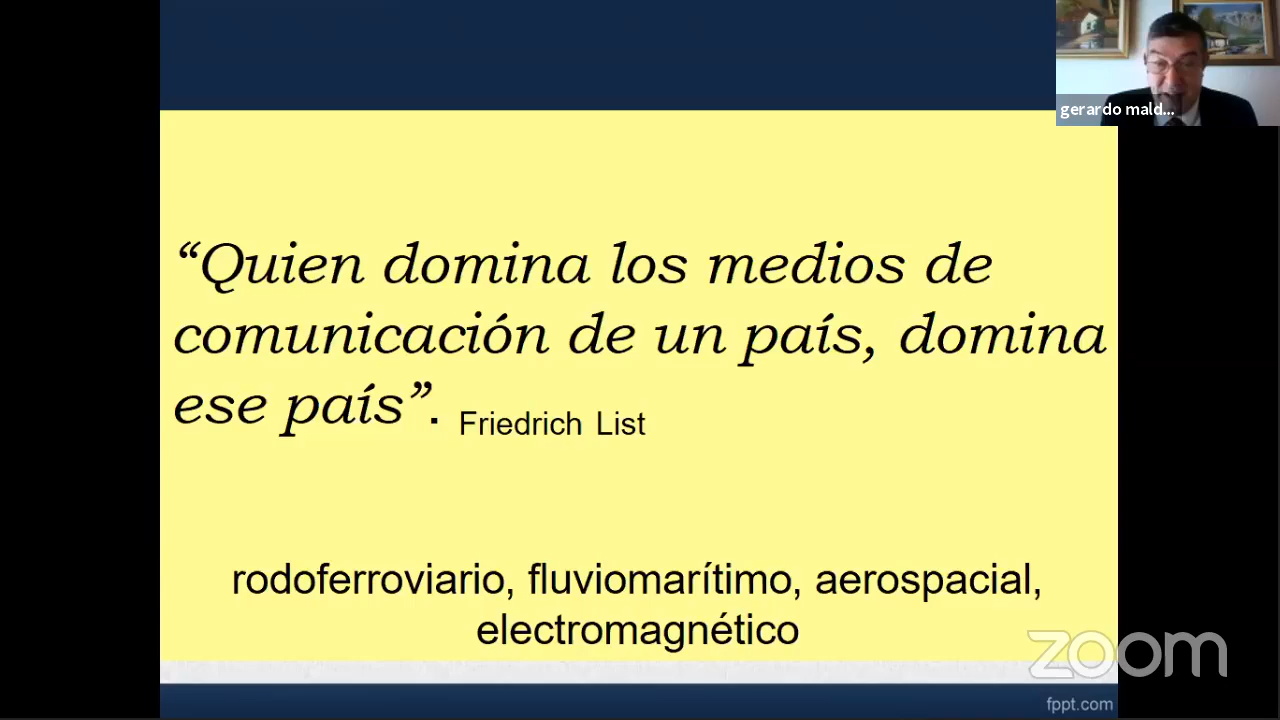 gerardo mald...
“Quien domina los medios de
comunicación de un país, domina
ese país”. Friedrich List
rodoferroviario, fluviomarítimo, aerospacial,
electromagnético
zoom
fppt.com